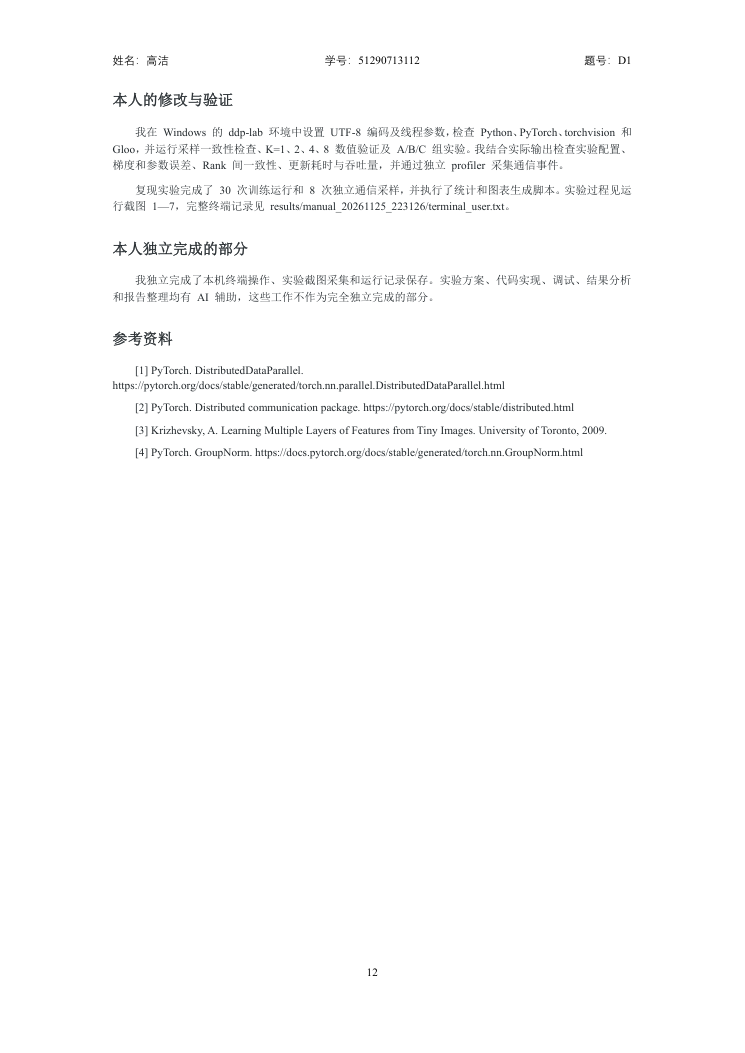 姓名：高洁 学号：51290713112 题号：D1
本人的修改与验证
我在 Windows 的 ddp-lab 环境中设置 UTF-8 编码及线程参数，检查 Python、PyTorch、torchvision 和
Gloo，并运行采样一致性检查、K=1、2、4、8 数值验证及 A/B/C 组实验。我结合实际输出检查实验配置、
梯度和参数误差、Rank 间一致性、更新耗时与吞吐量，并通过独立 profiler 采集通信事件。
复现实验完成了 30 次训练运行和 8 次独立通信采样，并执行了统计和图表生成脚本。实验过程见运
行截图 1—7，完整终端记录见 results/manual_20261125_223126/terminal_user.txt。
本人独立完成的部分
我独立完成了本机终端操作、实验截图采集和运行记录保存。实验方案、代码实现、调试、结果分析
和报告整理均有 AI 辅助，这些工作不作为完全独立完成的部分。
参考资料
[1] PyTorch. DistributedDataParallel.
https://pytorch.org/docs/stable/generated/torch.nn.parallel.DistributedDataParallel.html
[2] PyTorch. Distributed communication package. https://pytorch.org/docs/stable/distributed.html
[3] Krizhevsky, A. Learning Multiple Layers of Features from Tiny Images. University of Toronto, 2009.
[4] PyTorch. GroupNorm. https://docs.pytorch.org/docs/stable/generated/torch.nn.GroupNorm.html
12